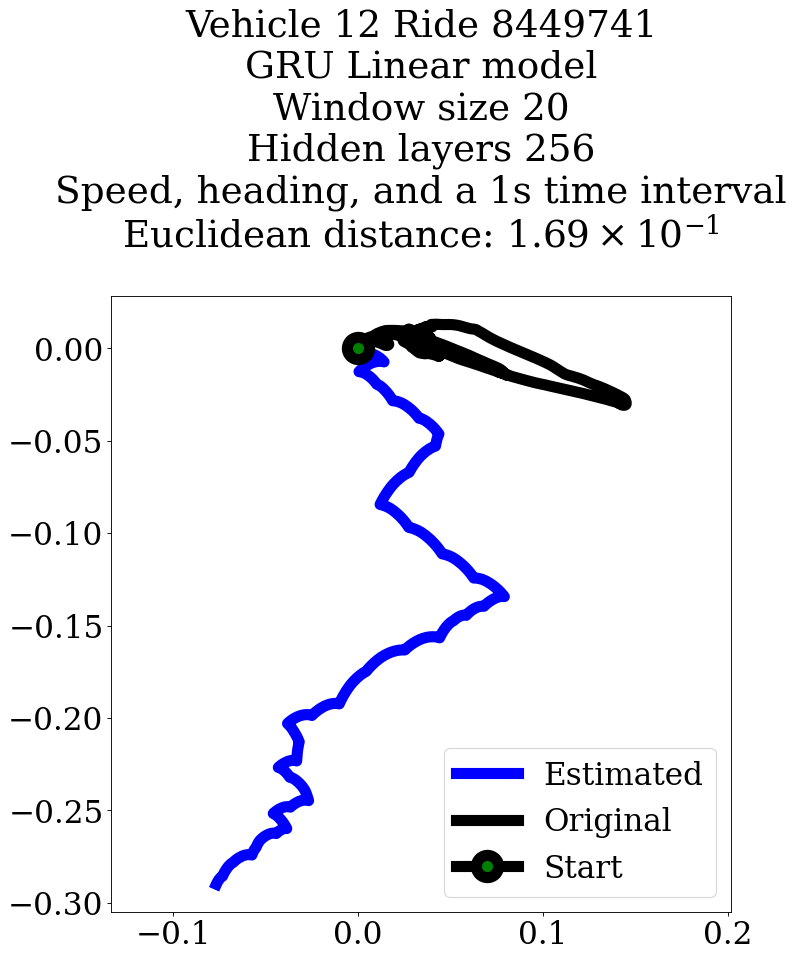 Vehicle 12 Ride 8449741
GRU Linear model
Window size 20
Hidden layers 256
Speed, heading, and a 1s time interval
Euclidean distance: 1.69 × 10⁻¹
0.00
−0.05
−0.10
−0.15
−0.20
−0.25
−0.30
Estimated
Original
Start
−0.1
0.0
0.1
0.2